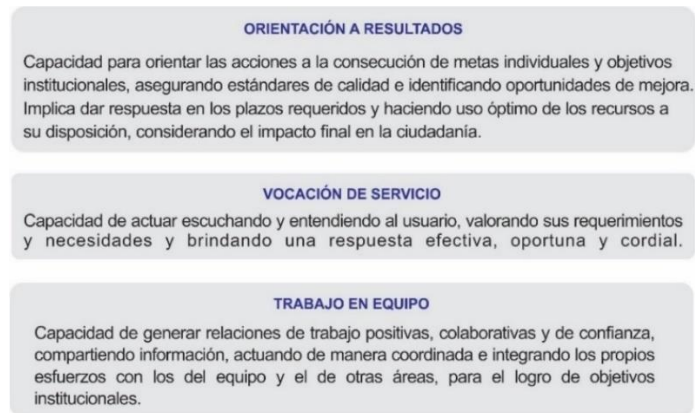 ORIENTACIÓN A RESULTADOS
Capacidad para orientar las acciones a la consecución de metas individuales y objetivos
institucionales, asegurando estándares de calidad e identificando oportunidades de mejora.
Implica dar respuesta en los plazos requeridos y haciendo uso óptimo de los recursos a
su disposición, considerando el impacto final en la ciudadanía.
VOCACIÓN DE SERVICIO
Capacidad de actuar escuchando y entendiendo al usuario, valorando sus requerimientos
y necesidades y brindando una respuesta efectiva, oportuna y cordial.
TRABAJO EN EQUIPO
Capacidad de generar relaciones de trabajo positivas, colaborativas y de confianza,
compartiendo información, actuando de manera coordinada e integrando los propios
esfuerzos con los del equipo y el de otras áreas, para el logro de objetivos
institucionales.